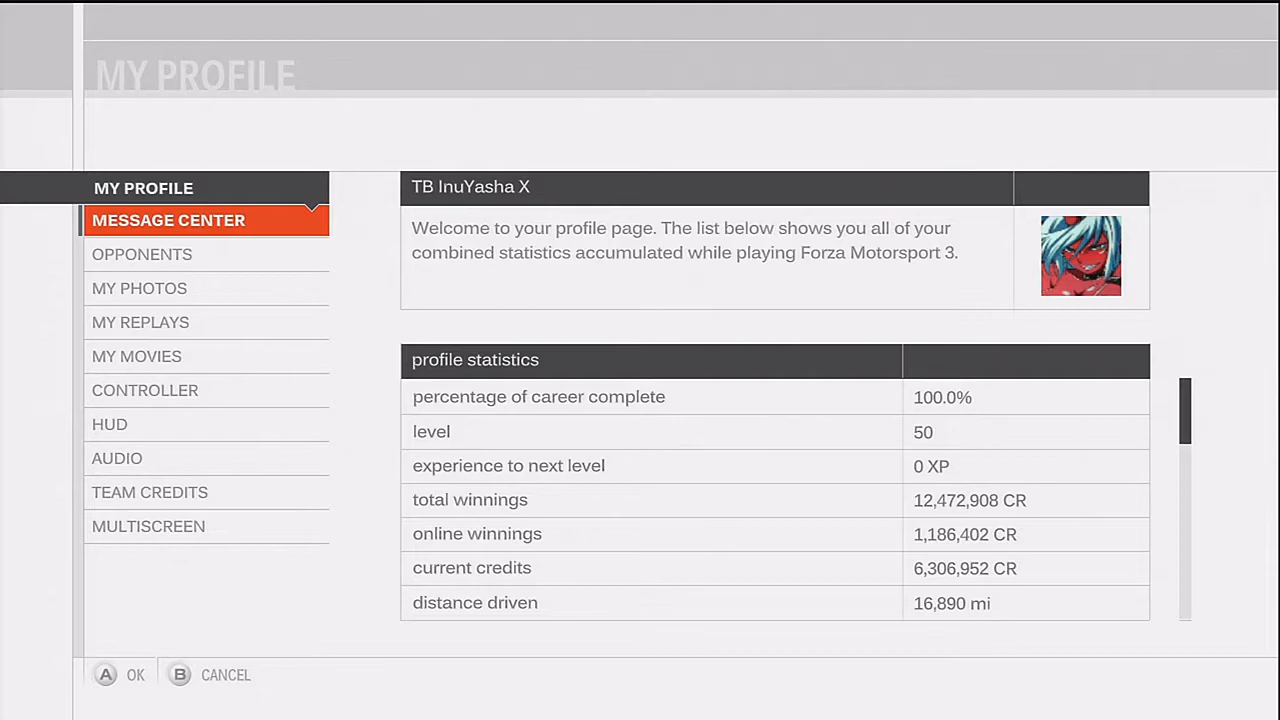 MY PROFILE
MY PROFILE
MESSAGE CENTER
OPPONENTS
MY PHOTOS
MY REPLAYS
MY MOVIES
CONTROLLER
HUD
AUDIO
TEAM CREDITS
MULTISCREEN
TB InuYasha X
Welcome to your profile page. The list below shows you all of your
combined statistics accumulated while playing Forza Motorsport 3.
profile statistics
percentage of career complete 100.0%
level 50
experience to next level 0 XP
total winnings 12,472,908 CR
online winnings 1,186,402 CR
current credits 6,306,952 CR
distance driven 16,890 mi
A OK B CANCEL